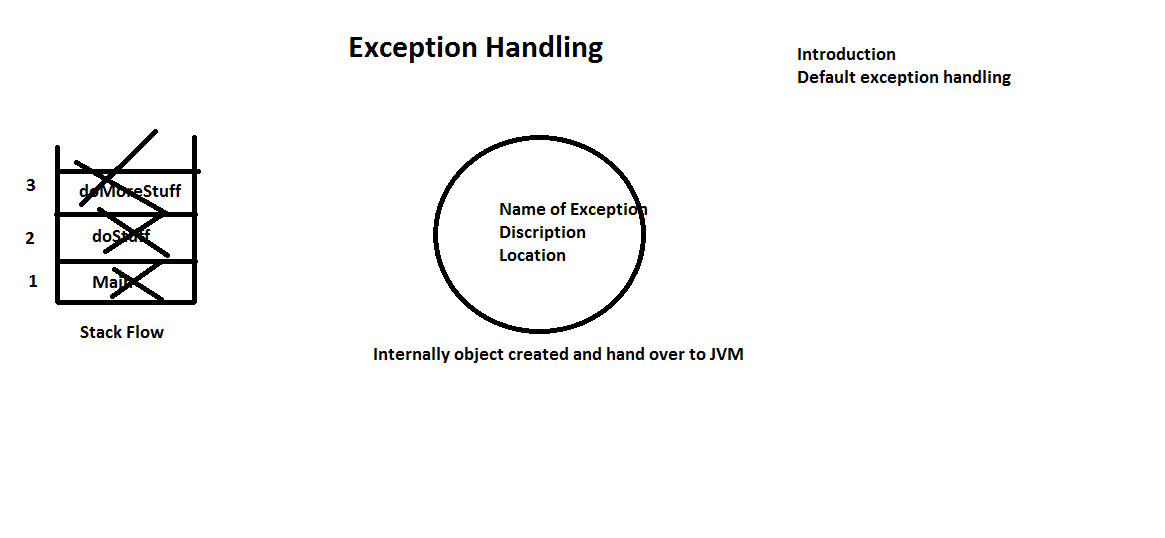 Exception Handling
Introduction
Default exception handling
3
doMoreStuff
2
doStuff
1
Main
Stack Flow
Name of Exception
Discription
Location
Internally object created and hand over to JVM